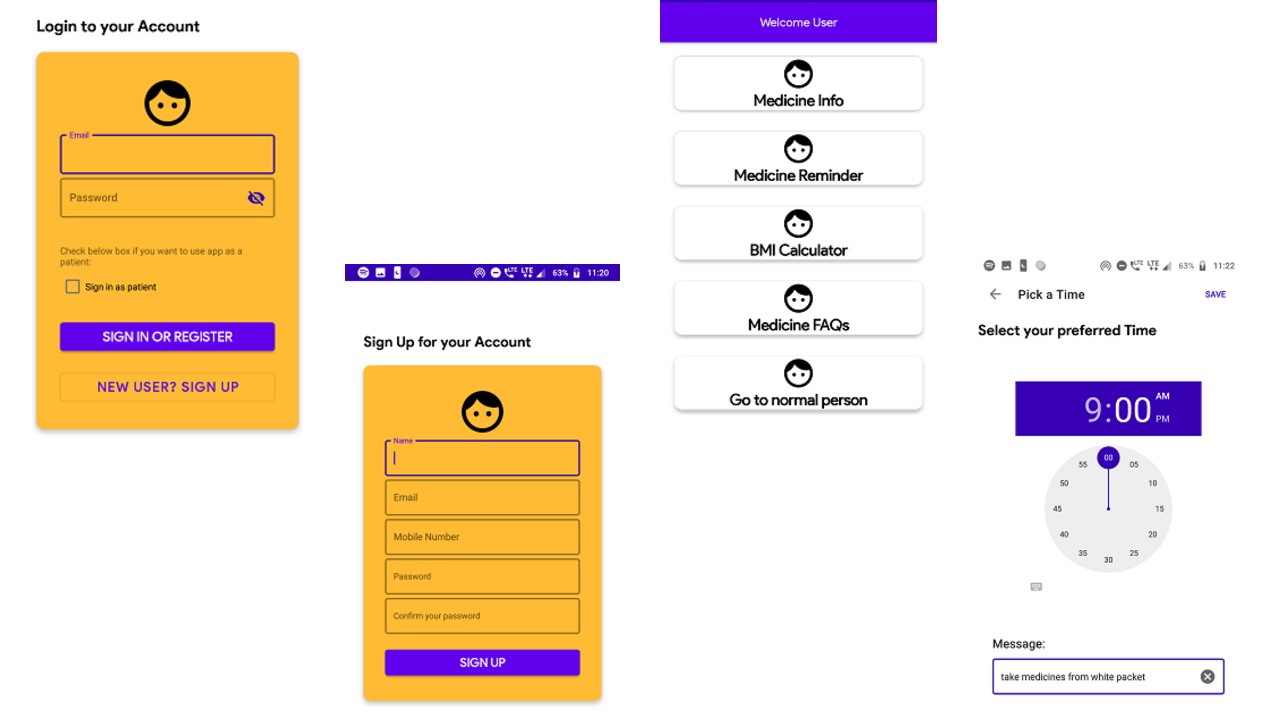 Login to your Account
Email
Password
Check below box if you want to use app as a
patient:
Sign in as patient
SIGN IN OR REGISTER
NEW USER? SIGN UP
LTE LTE 63% 11:20
Sign Up for your Account
Name
Email
Mobile Number
Password
Confirm your password
SIGN UP
Welcome User
Medicine Info
Medicine Reminder
BMI Calculator
Medicine FAQs
Go to normal person
LTE LTE 63% 11:22
Pick a Time SAVE
Select your preferred Time
9:00 AM
PM
00
05
10
15
20
25
30
35
40
45
50
55
Message:
take medicines from white packet